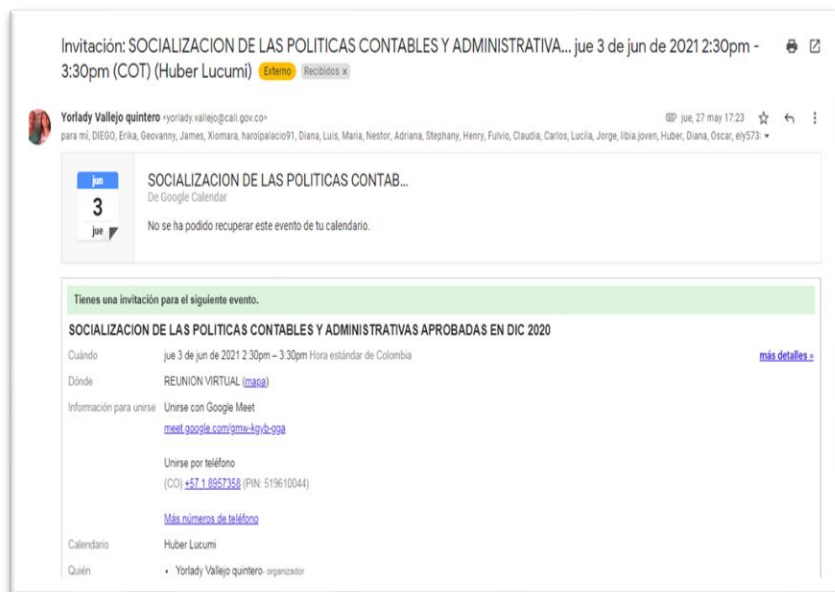 Invitación: SOCIALIZACION DE LAS POLITICAS CONTABLES Y ADMINISTRATIVA... jue 3 de jun de 2021 2:30pm -
3:30pm (COT) (Huber Lucumi) Externo Recibidos x
Yorlady Vallejo quintero <yorlady.vallejo@cali.gov.co> jue, 27 may 17:23
para mí, DIEGO, Erika, Geovanny, James, Xiomara, harolpalacio91, Diana, Luis, Maria, Nestor, Adriana, Stephany, Henry, Fulvio, Claudia, Carlos, Lucila, Jorge, libia.joven, Huber, Diana, Oscar, ely573
jun
3
jue
SOCIALIZACION DE LAS POLITICAS CONTAB...
De Google Calendar
No se ha podido recuperar este evento de tu calendario.
Tienes una invitación para el siguiente evento.
SOCIALIZACION DE LAS POLITICAS CONTABLES Y ADMINISTRATIVAS APROBADAS EN DIC 2020
Cuándo jue 3 de jun de 2021 2:30pm – 3:30pm Hora estándar de Colombia más detalles »
Dónde REUNION VIRTUAL (mapa)
Información para unirse Unirse con Google Meet
meet.google.com/gmw-kgyb-gga
Unirse por teléfono
(CO) +57 1 8957358 (PIN: 519610044)
Más números de teléfono
Calendario Huber Lucumi
Quién • Yorlady Vallejo quintero- organizador